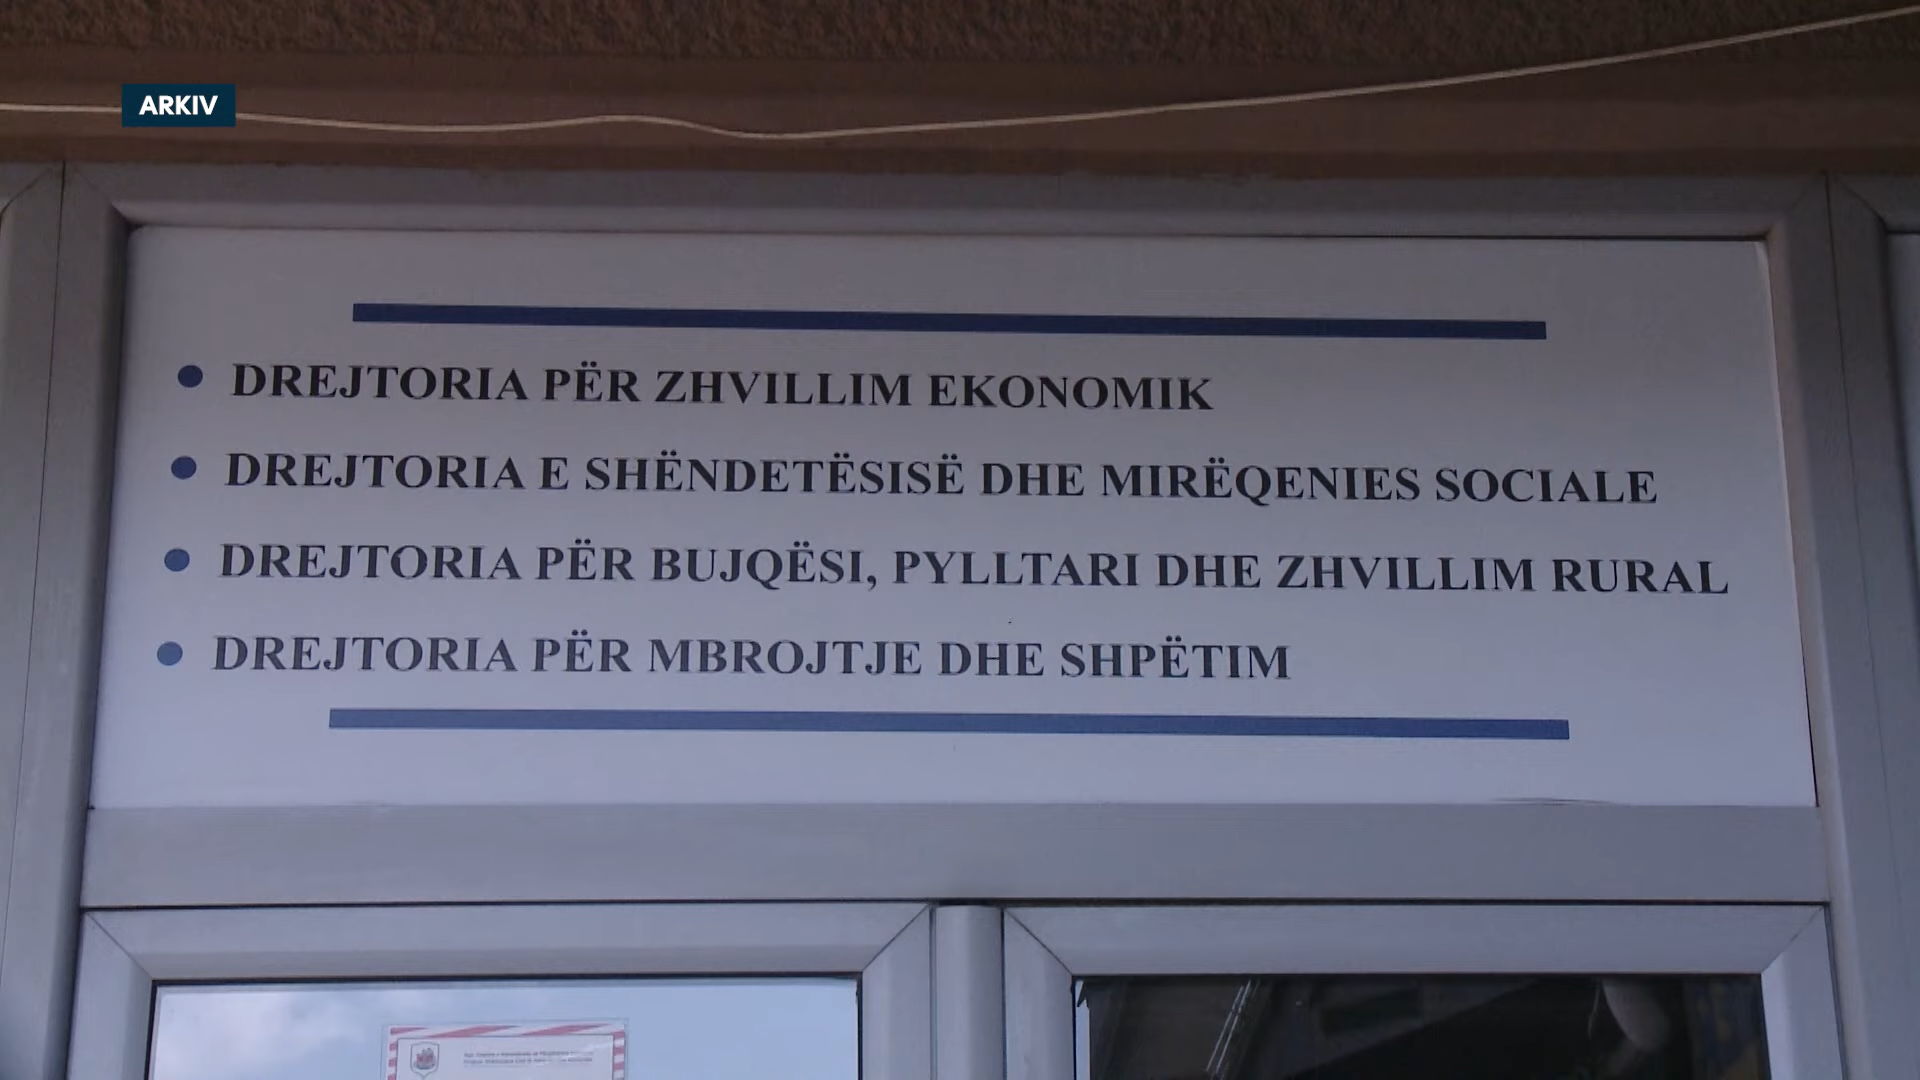 ARKIV
DREJTORIA PËR ZHVILLIM EKONOMIK
DREJTORIA E SHËNDETËSISË DHE MIRËQENIES SOCIALE
DREJTORIA PËR BUJQËSI, PYLLTARI DHE ZHVILLIM RURAL
DREJTORIA PËR MBROJTJE DHE SHPËTIM